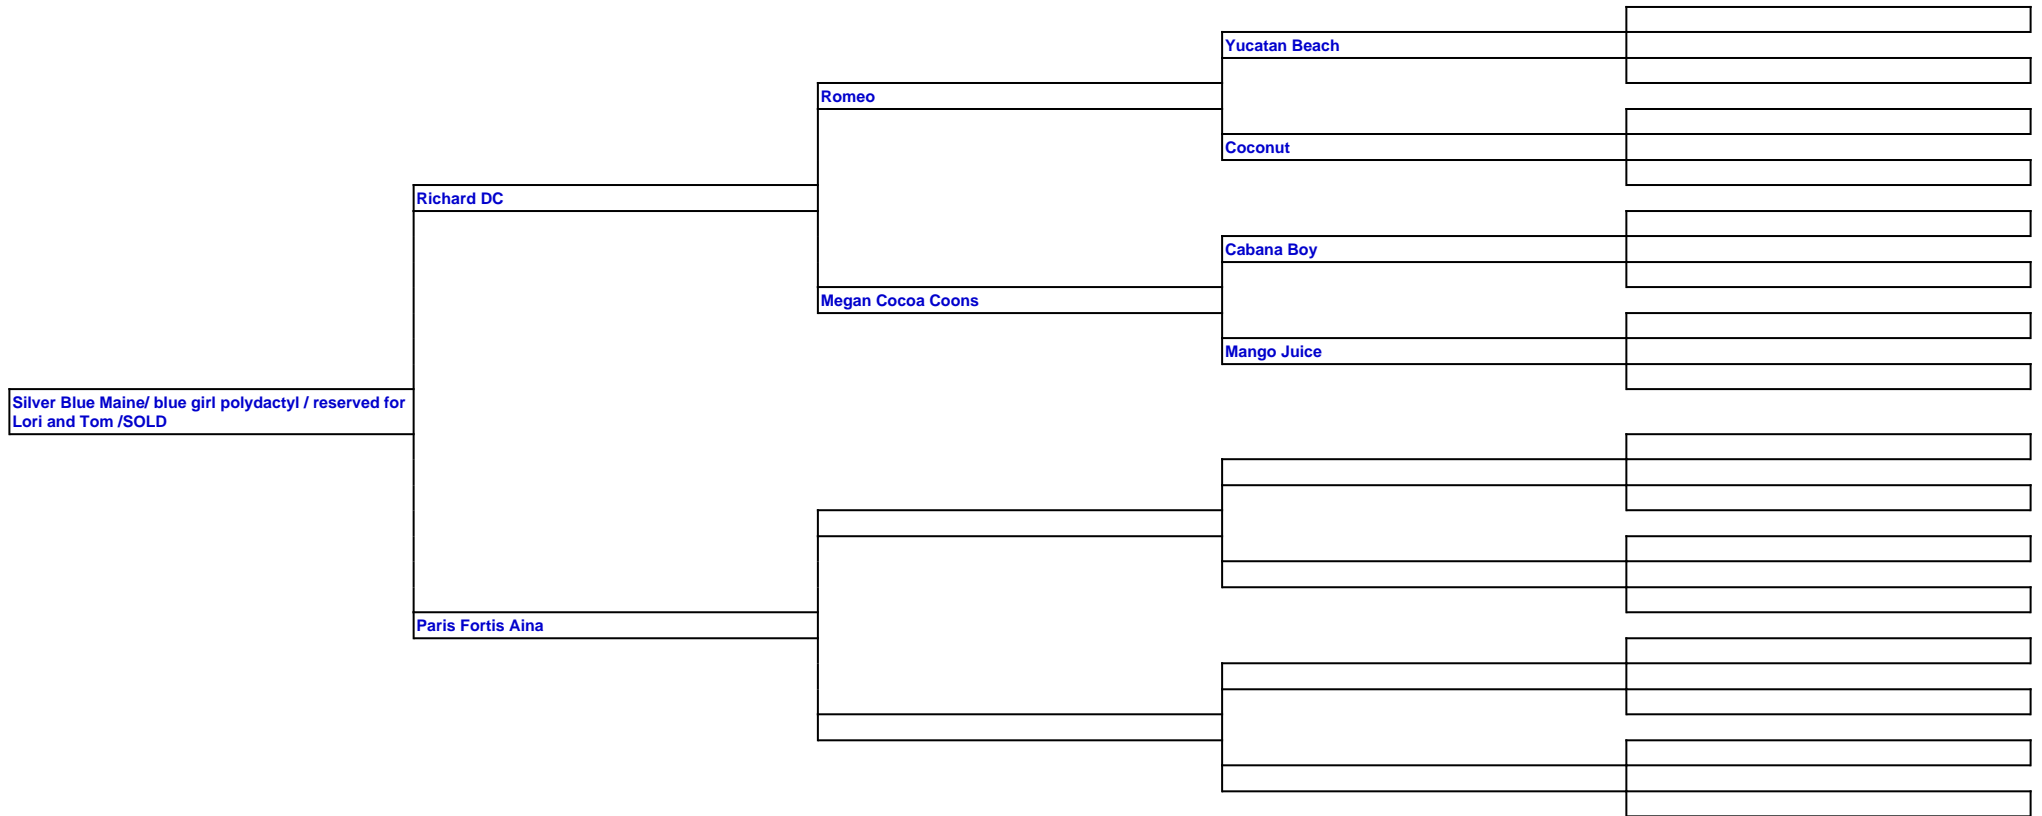 Yucatan Beach
Romeo
Coconut
Richard DC
Cabana Boy
Megan Cocoa Coons
Mango Juice
Silver Blue Maine/ blue girl polydactyl / reserved for
Lori and Tom /SOLD
Paris Fortis Aina